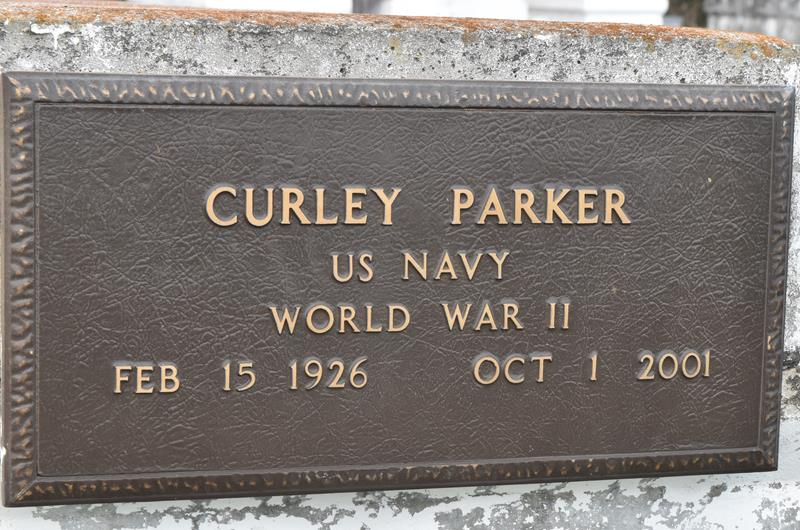 CURLEY PARKER
US NAVY
WORLD WAR II
FEB 15 1926 OCT 1 2001